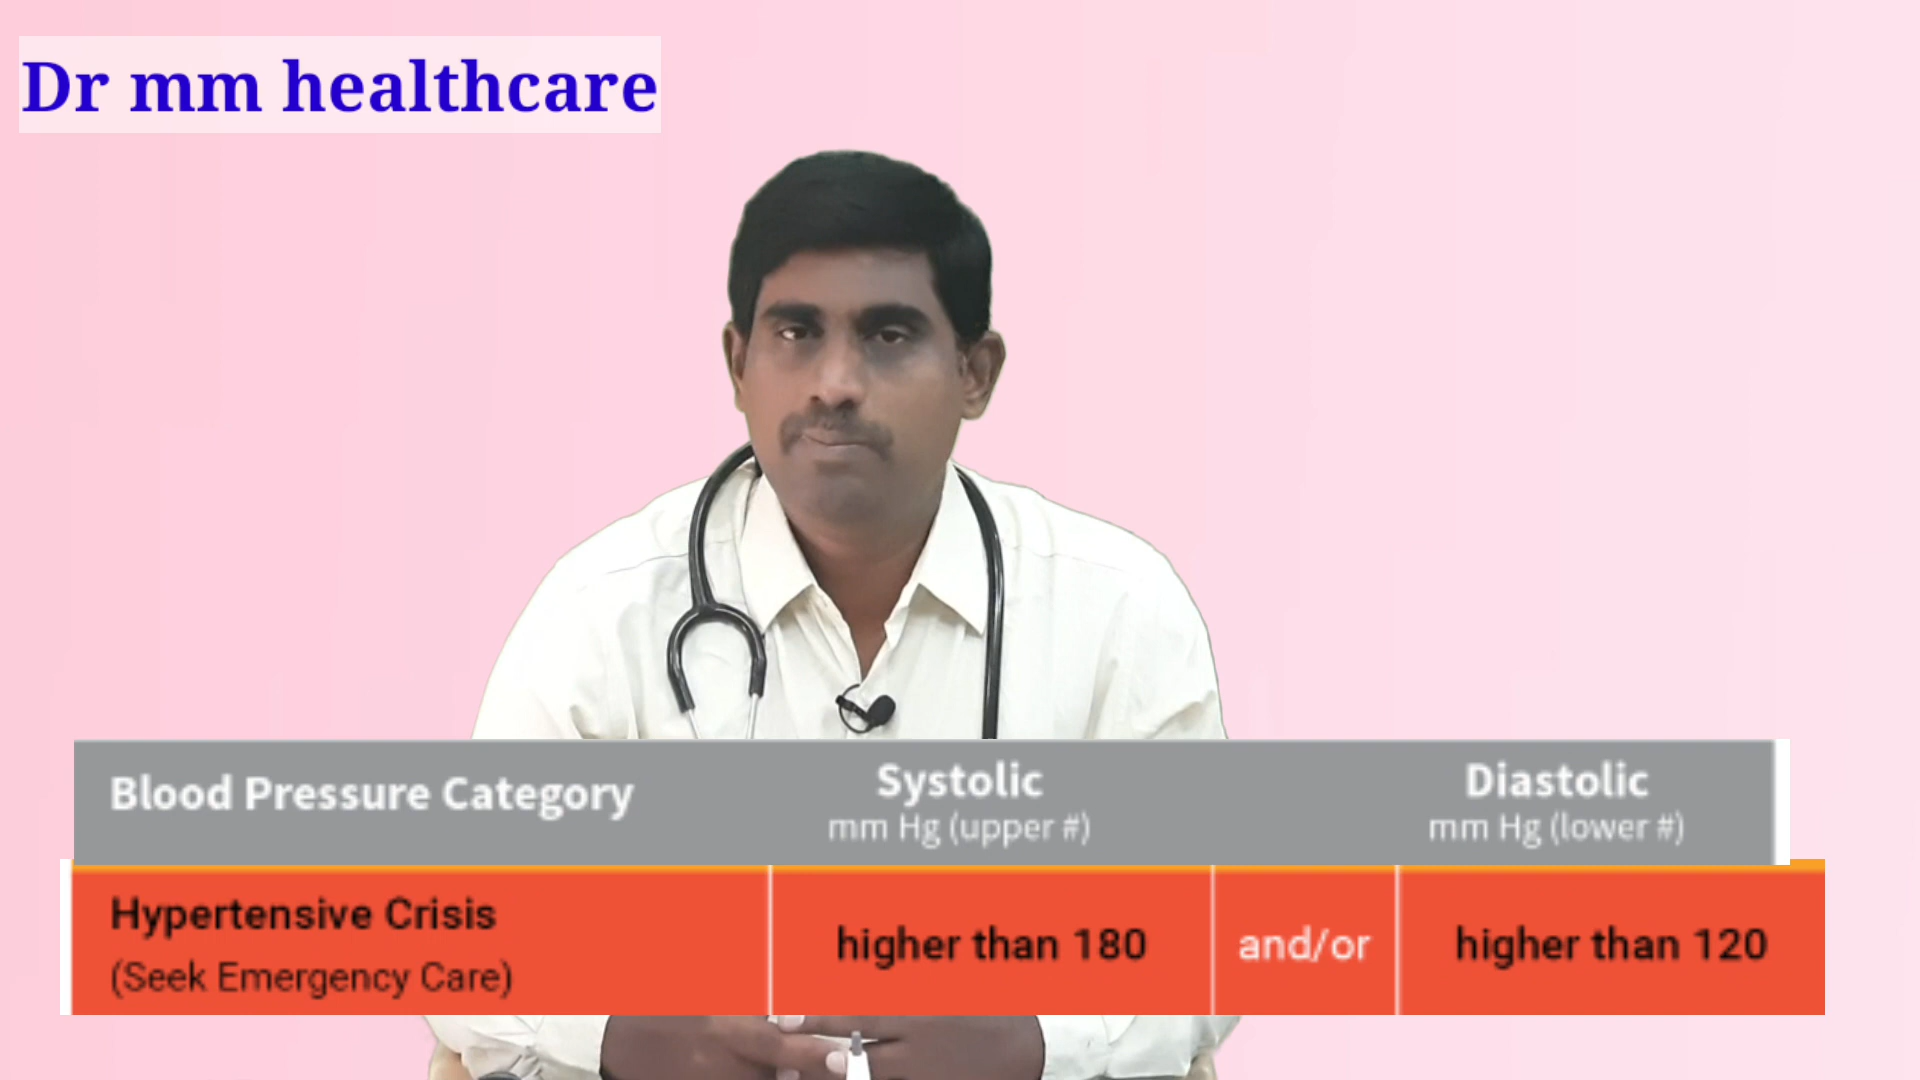 Dr mm healthcare
Blood Pressure Category
Systolic
mm Hg (upper #)
Diastolic
mm Hg (lower #)
Hypertensive Crisis
(Seek Emergency Care)
higher than 180
and/or
higher than 120